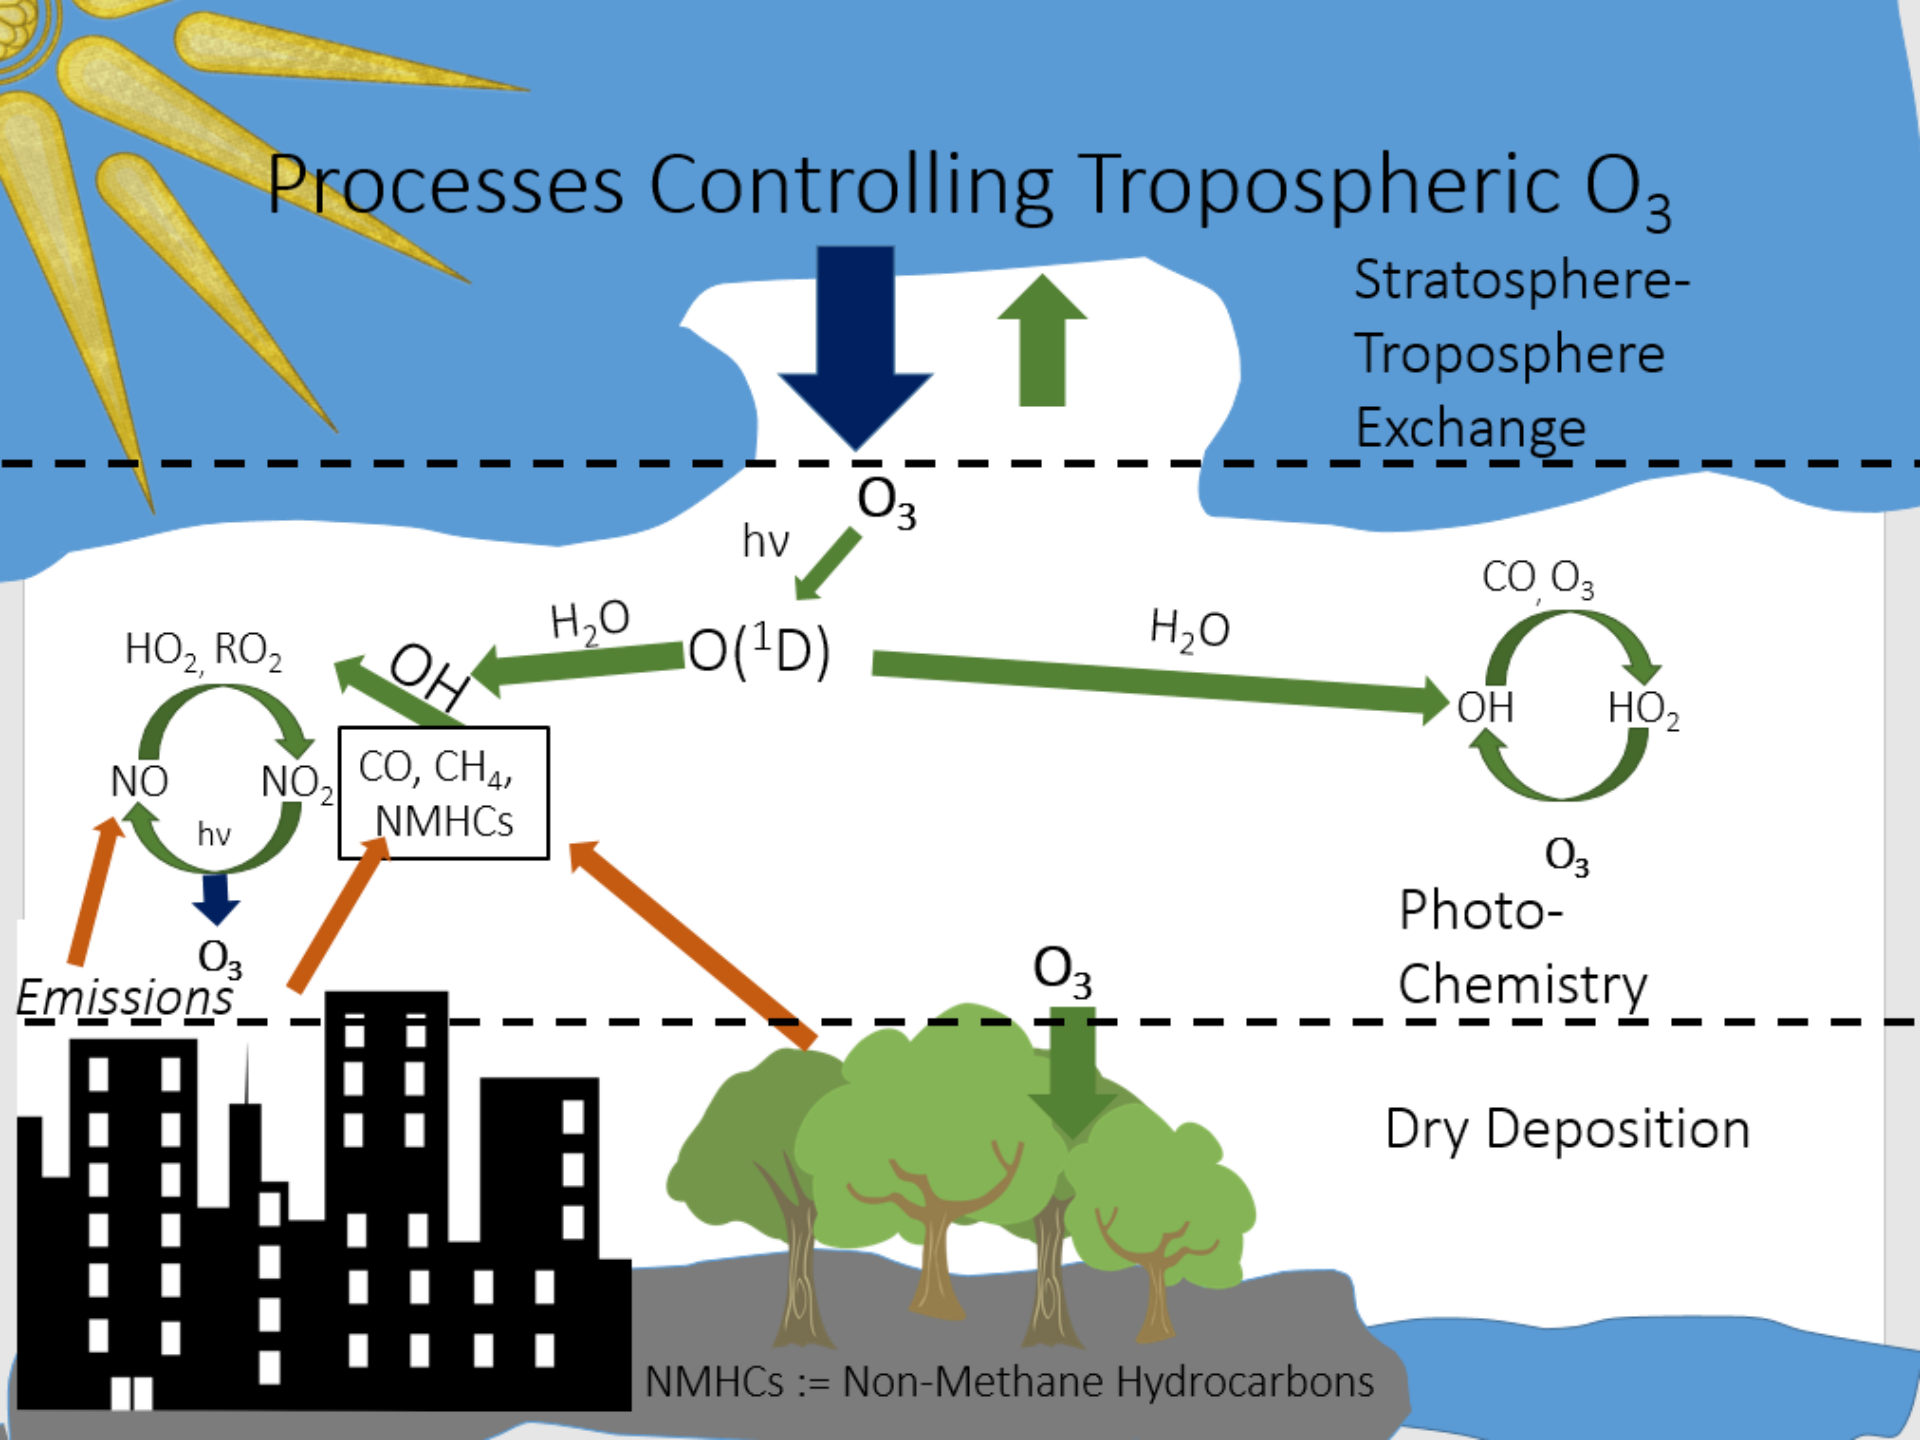 Processes Controlling Tropospheric O₃
Stratosphere-
Troposphere
Exchange
O₃
hν
H₂O
O(¹D)
H₂O
OH
HO₂, RO₂
NO
NO₂
hν
O₃
CO, CH₄,
NMHCs
CO, O₃
OH
HO₂
O₃
Photo-
Chemistry
Emissions
O₃
Dry Deposition
NMHCs := Non-Methane Hydrocarbons